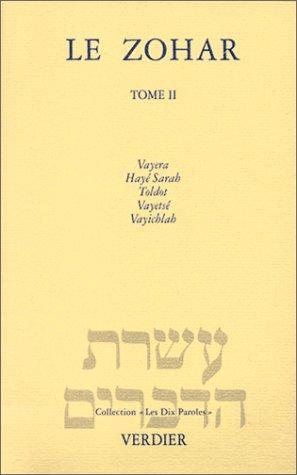 LE ZOHAR
TOME II
Vayera
Hayé Sarah
Toldot
Vayetsé
Vayichlah
עשרת
הדברים
Collection « Les Dix Paroles »
VERDIER